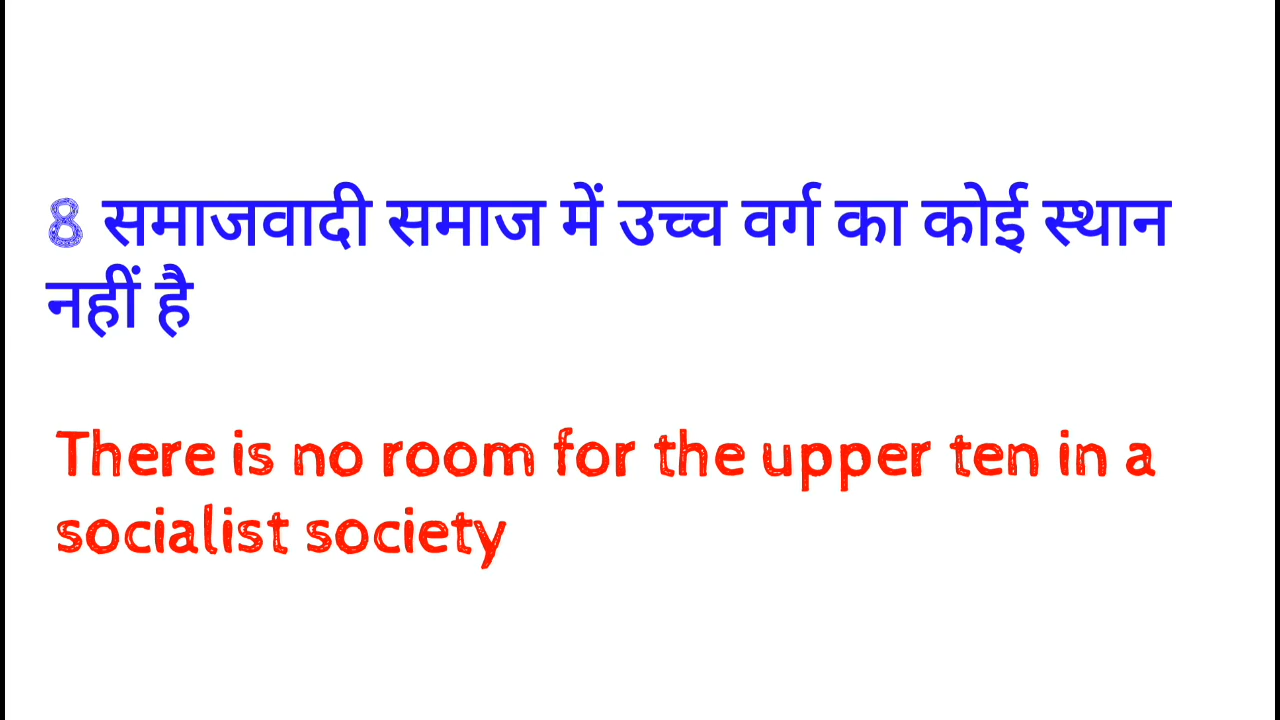 8 समाजवादी समाज में उच्च वर्ग का कोई स्थान
नहीं है
There is no room for the upper ten in a
socialist society